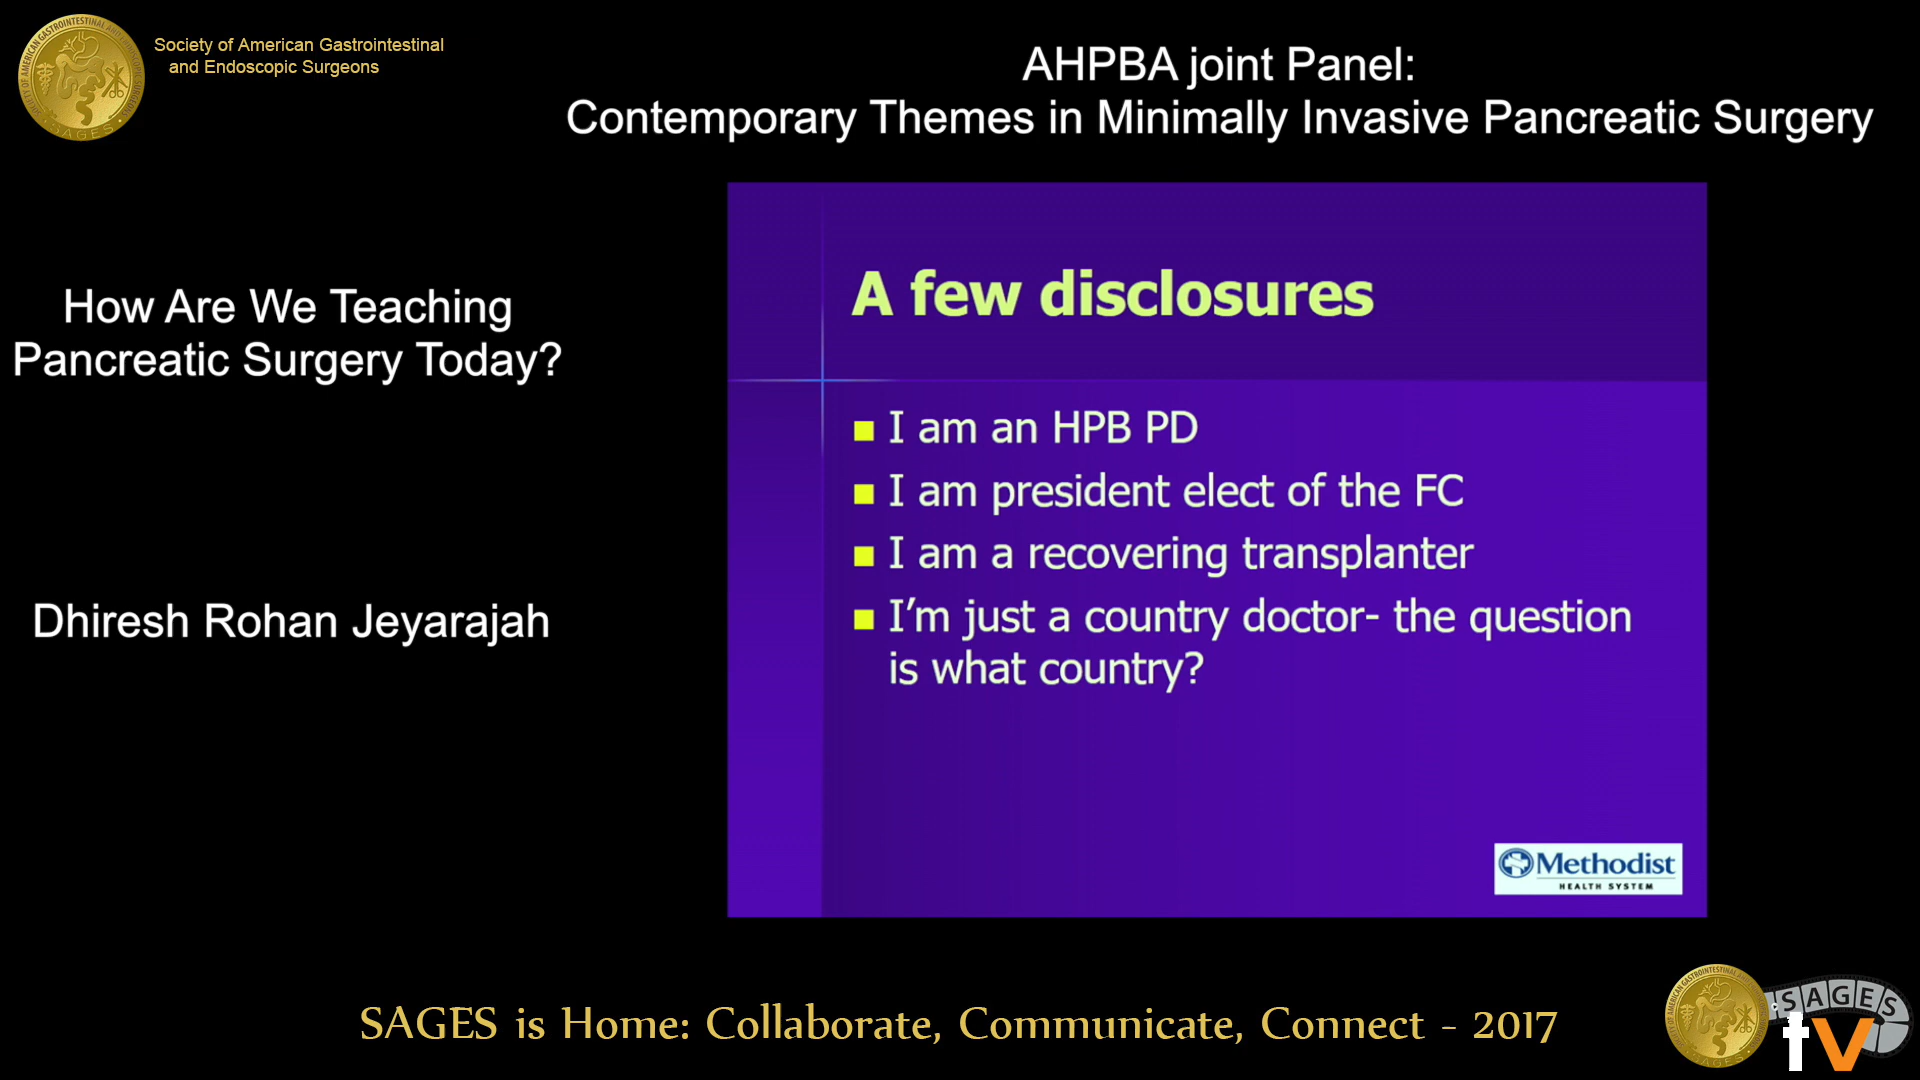 Society of American Gastrointestinal
and Endoscopic Surgeons
AHPBA joint Panel:
Contemporary Themes in Minimally Invasive Pancreatic Surgery
How Are We Teaching
Pancreatic Surgery Today?
Dhiresh Rohan Jeyarajah
A few disclosures
I am an HPB PD
I am president elect of the FC
I am a recovering transplanter
I'm just a country doctor- the question
is what country?
Methodist
HEALTH SYSTEM
SAGES is Home: Collaborate, Communicate, Connect - 2017
SAGES
SAGES
tv